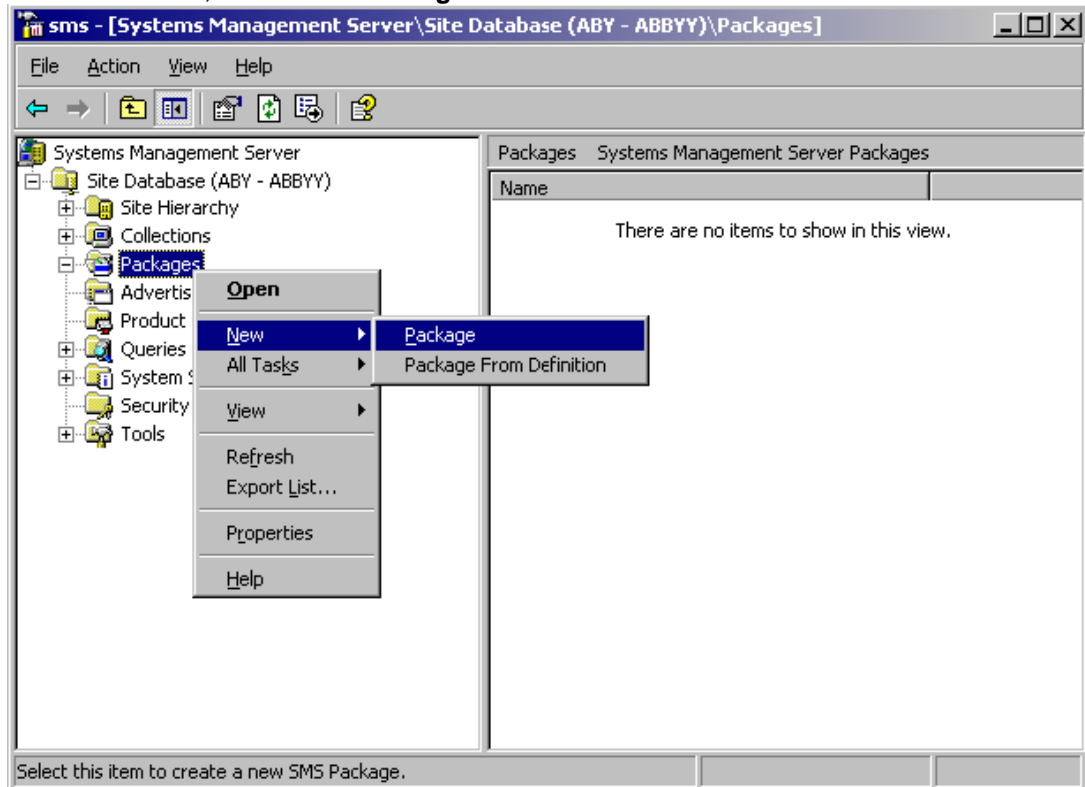 sms - [Systems Management Server\Site Database (ABY - ABBYY)\Packages]
File Action View Help
Systems Management Server
Site Database (ABY - ABBYY)
Site Hierarchy
Collections
Packages
Advertis
Product
Queries
System S
Security
Tools
Open
New
All Tasks
View
Refresh
Export List...
Properties
Help
Package
Package From Definition
Packages Systems Management Server Packages
Name
There are no items to show in this view.
Select this item to create a new SMS Package.